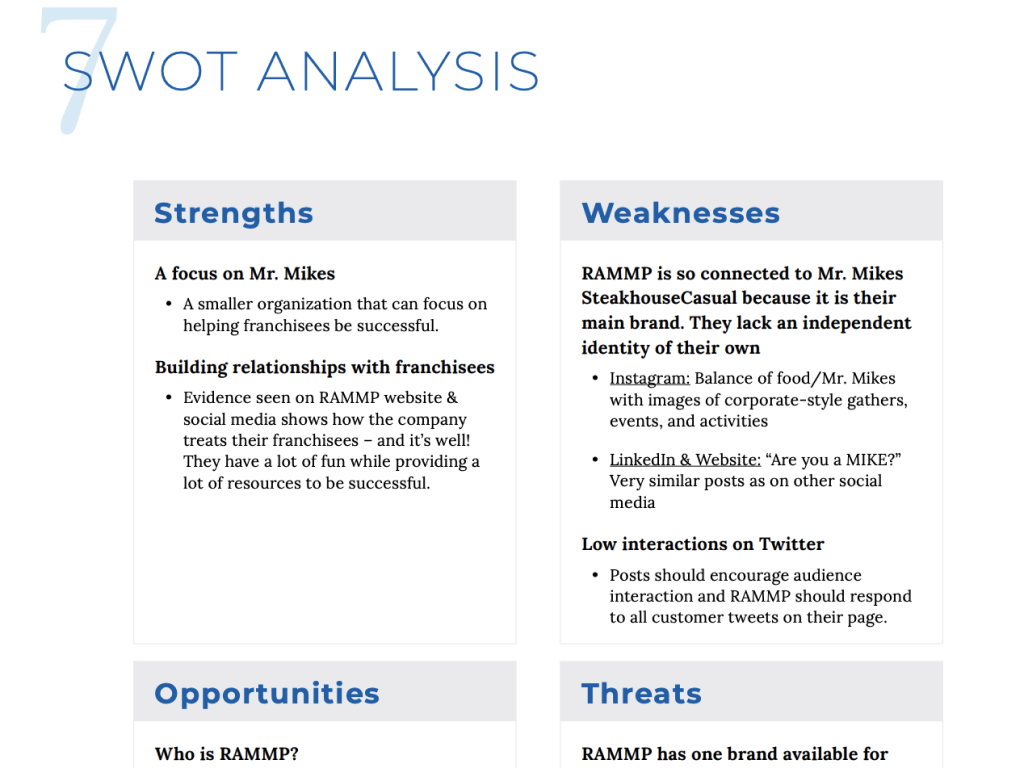 7
SWOT ANALYSIS
Strengths
A focus on Mr. Mikes
• A smaller organization that can focus on
helping franchisees be successful.
Building relationships with franchisees
• Evidence seen on RAMMP website &
social media shows how the company
treats their franchisees – and it's well!
They have a lot of fun while providing a
lot of resources to be successful.
Weaknesses
RAMMP is so connected to Mr. Mikes
SteakhouseCasual because it is their
main brand. They lack an independent
identity of their own
• Instagram: Balance of food/Mr. Mikes
with images of corporate-style gathers,
events, and activities
• LinkedIn & Website: “Are you a MIKE?”
Very similar posts as on other social
media
Low interactions on Twitter
• Posts should encourage audience
interaction and RAMMP should respond
to all customer tweets on their page.
Opportunities
Who is RAMMP?
Threats
RAMMP has one brand available for